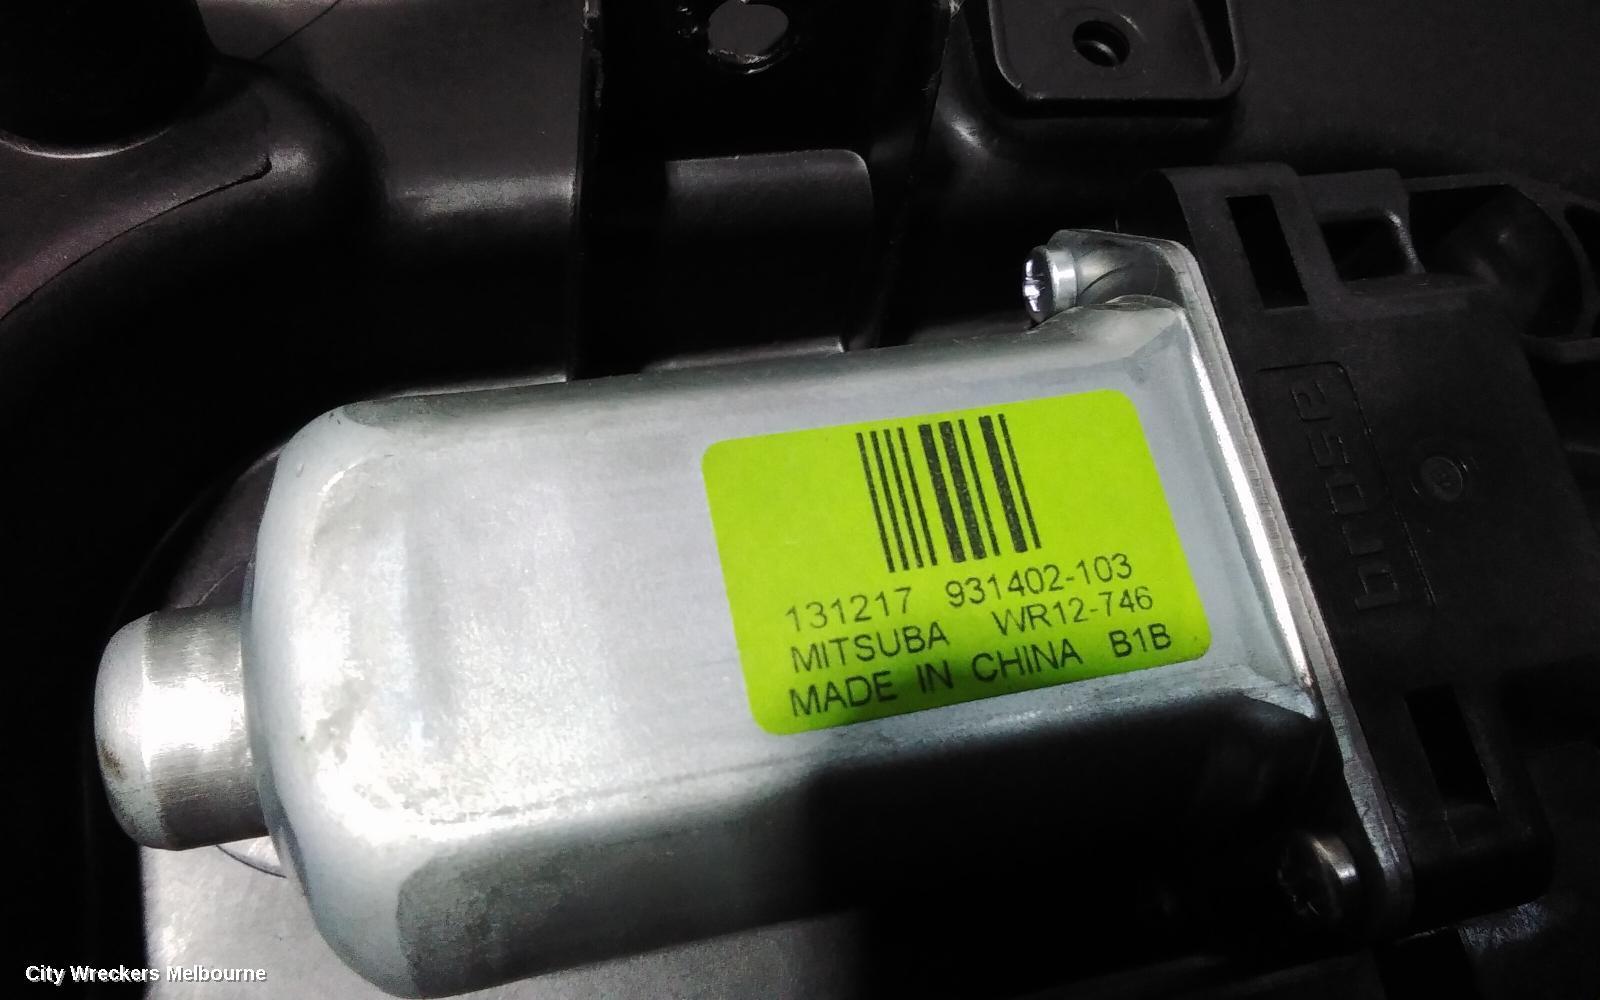 131217 931402-103
MITSUBA WR12-746
MADE IN CHINA B1B
brose
City Wreckers Melbourne